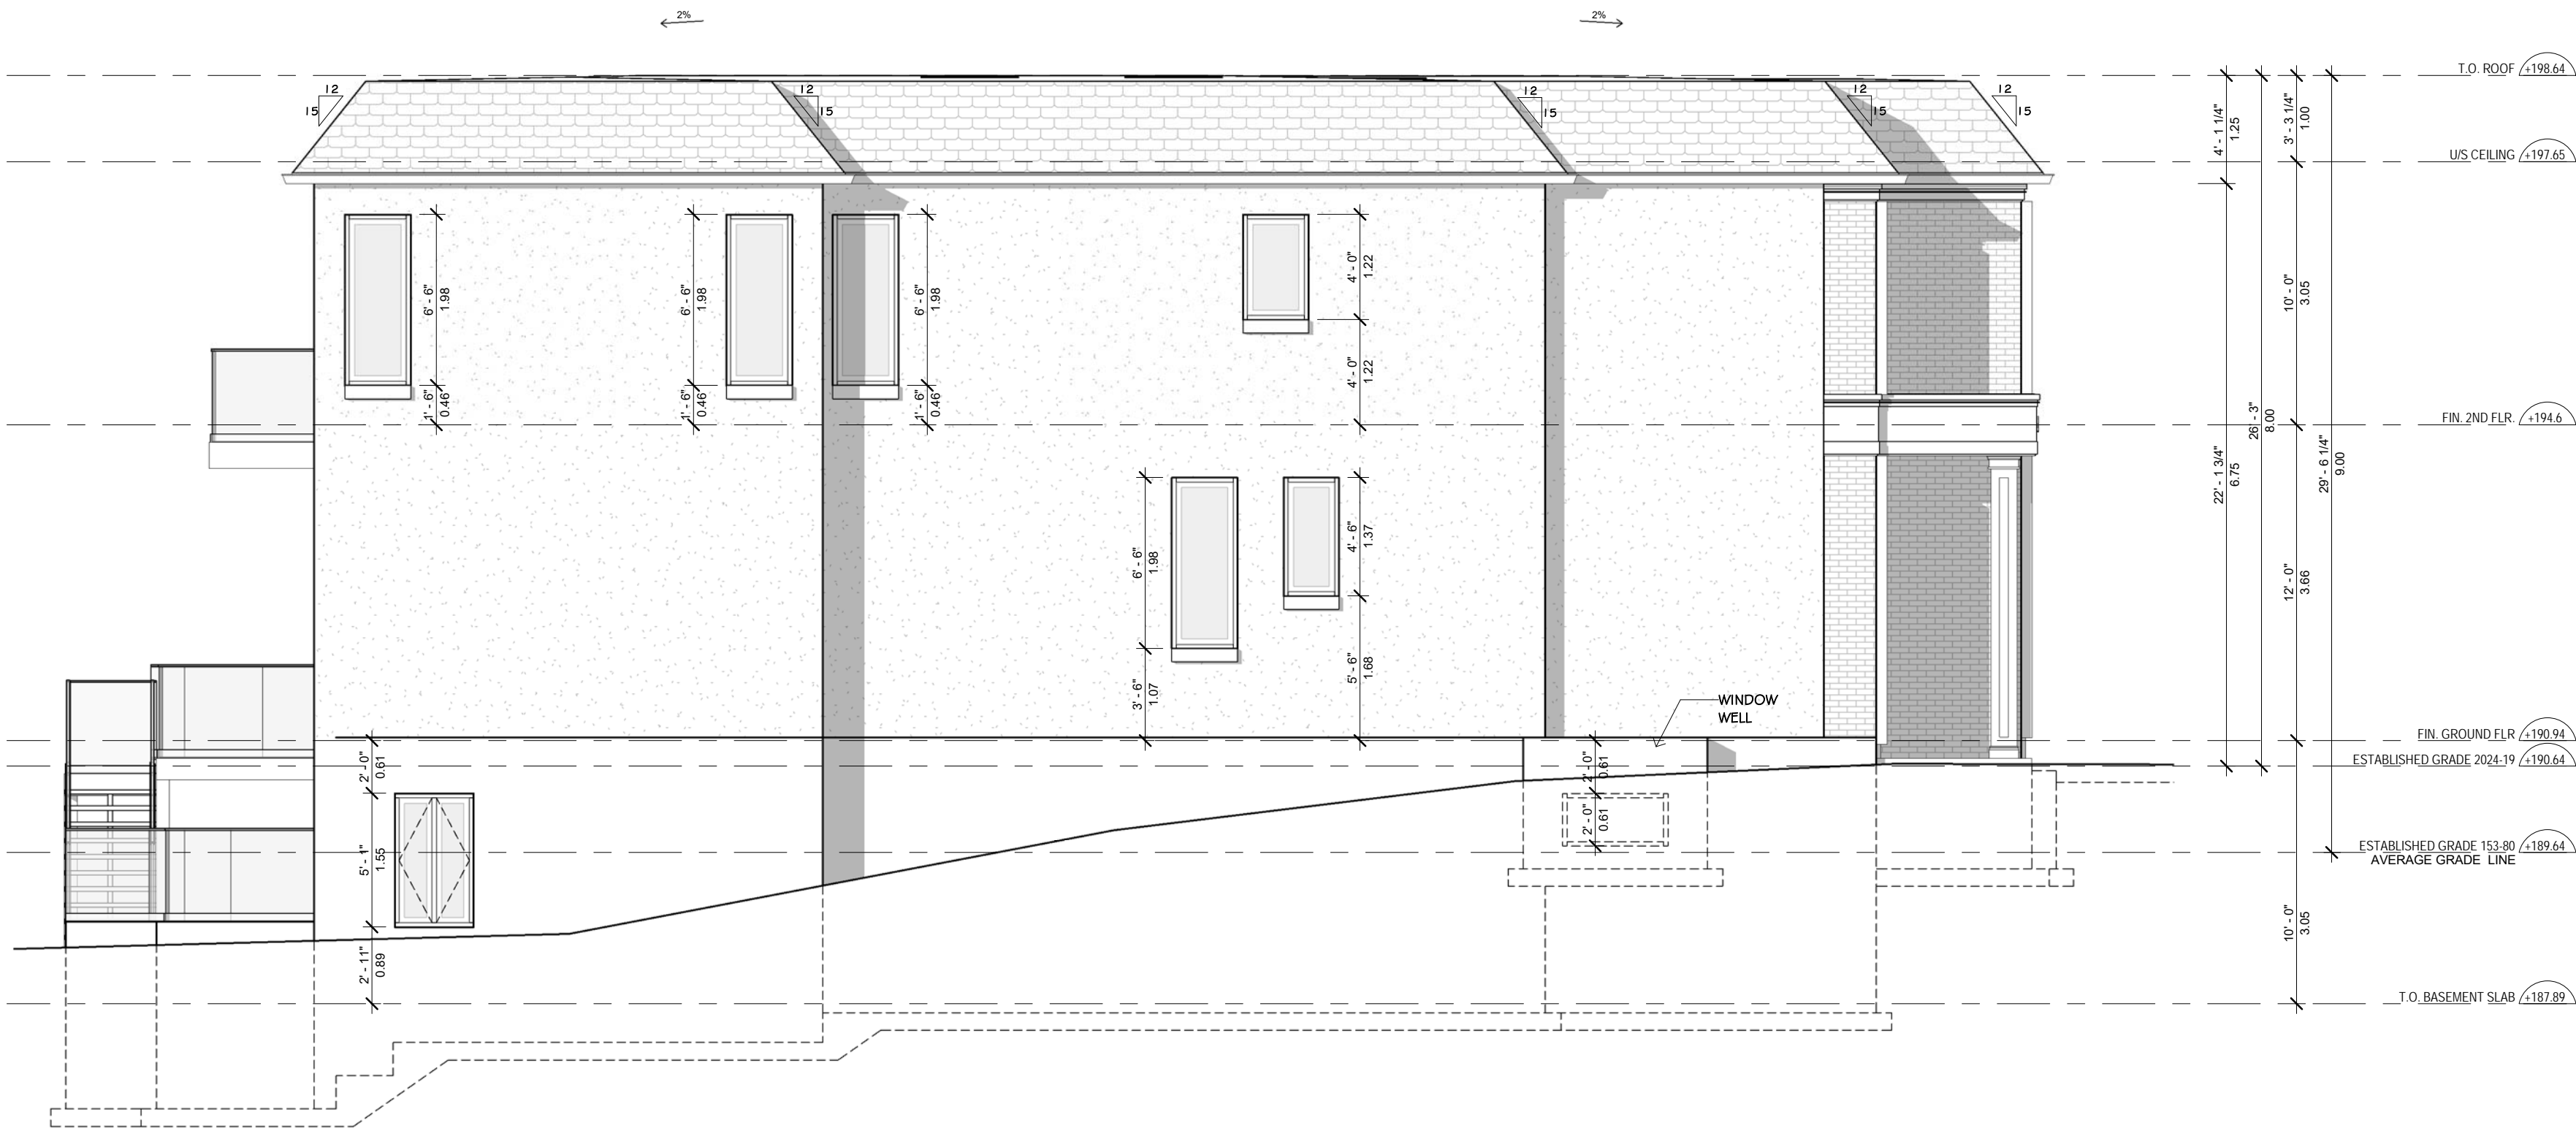 2%
2%
12
15
12
15
12
15
12
15
12
15
T.O. ROOF +198.64
4' - 1 1/4"
1.25
3' - 3 1/4"
1.00
U/S CEILING +197.65
6' - 6"
1.98
6' - 6"
1.98
6' - 6"
1.98
4' - 0"
1.22
10' - 0"
3.05
1' - 6"
0.46
1' - 6"
0.46
1' - 6"
0.46
4' - 0"
1.22
FIN. 2ND FLR. +194.6
26' - 3"
8.00
22' - 1 3/4"
6.75
29' - 6 1/4"
9.00
6' - 6"
1.98
4' - 6"
1.37
12' - 0"
3.66
3' - 6"
1.07
5' - 6"
1.68
WINDOW
WELL
FIN. GROUND FLR +190.94
ESTABLISHED GRADE 2024-19 +190.64
2' - 0"
0.61
2' - 0"
0.61
2' - 0"
0.61
5' - 1"
1.55
ESTABLISHED GRADE 153-80 +189.64
AVERAGE GRADE LINE
2' - 11"
0.89
10' - 0"
3.05
T.O. BASEMENT SLAB +187.89